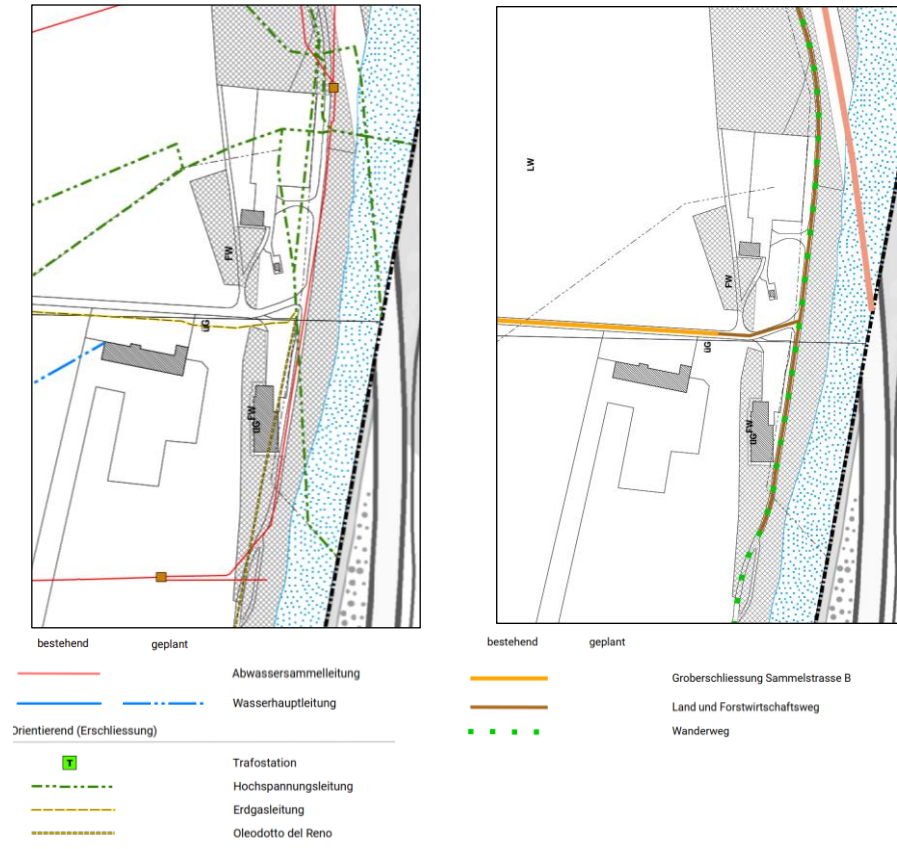 FW
üG
FW
üG
LW
FW
üG
FW
üG
bestehend geplant
Abwassersammelleitung
Wasserhauptleitung
Orientierend (Erschliessung)
T Trafostation
Hochspannungsleitung
Erdgasleitung
Oleodotto del Reno
bestehend geplant
Groberschliessung Sammelstrasse B
Land und Forstwirtschaftsweg
Wanderweg